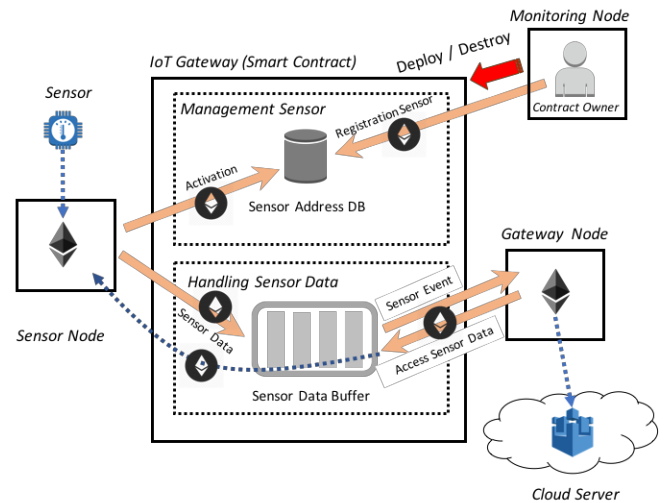 Monitoring Node
Deploy / Destroy
IoT Gateway (Smart Contract)
Sensor
Contract Owner
Management Sensor
Registration Sensor
Activation
Sensor Address DB
Gateway Node
Handling Sensor Data
Sensor Event
Sensor Data
Access Sensor Data
Sensor Node
Sensor Data Buffer
Cloud Server